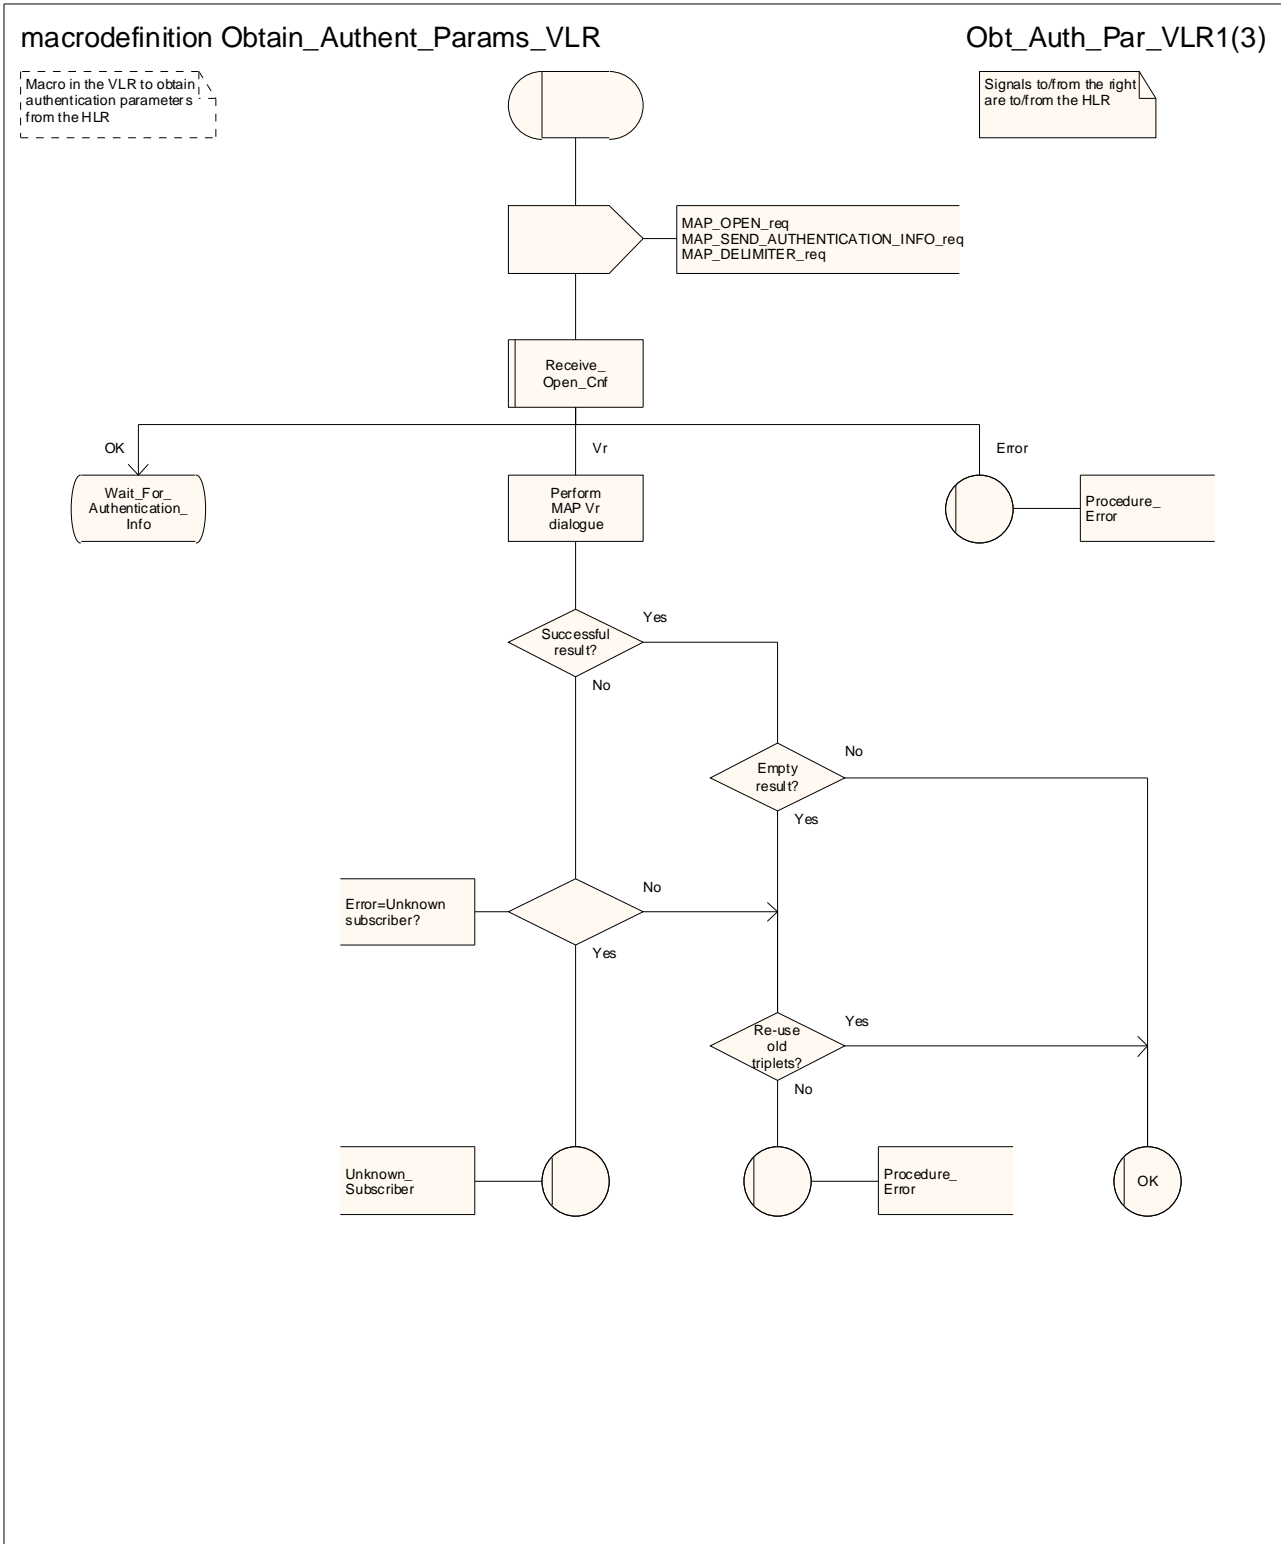 macrodefinition Obtain_Authent_Params_VLR
Obt_Auth_Par_VLR1(3)
Macro in the VLR to obtain
authentication parameters
from the HLR
Signals to/from the right
are to/from the HLR
MAP_OPEN_req
MAP_SEND_AUTHENTICATION_INFO_req
MAP_DELIMITER_req
Receive_
Open_Cnf
OK
Vr
Error
Wait_For_
Authentication_
Info
Perform
MAP Vr
dialogue
Procedure_
Error
Successful
result?
Yes
No
Empty
result?
No
Yes
Error=Unknown
subscriber?
No
Yes
Re-use
old
triplets?
Yes
No
Unknown_
Subscriber
Procedure_
Error
OK